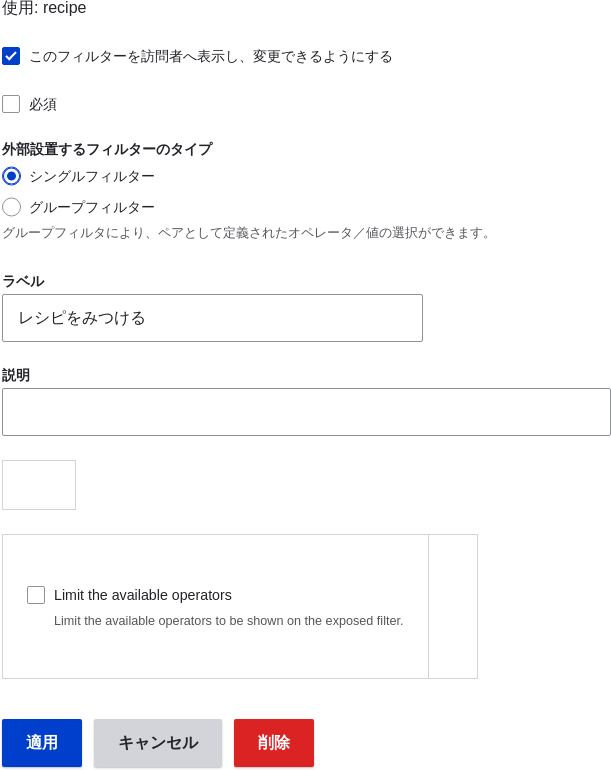 使用: recipe
このフィルターを訪問者へ表示し、変更できるようにする
必須
外部設置するフィルターのタイプ
シングルフィルター
グループフィルター
グループフィルタにより、ペアとして定義されたオペレータ／値の選択ができます。
ラベル
レシピをみつける
説明
Limit the available operators
Limit the available operators to be shown on the exposed filter.
適用 キャンセル 削除